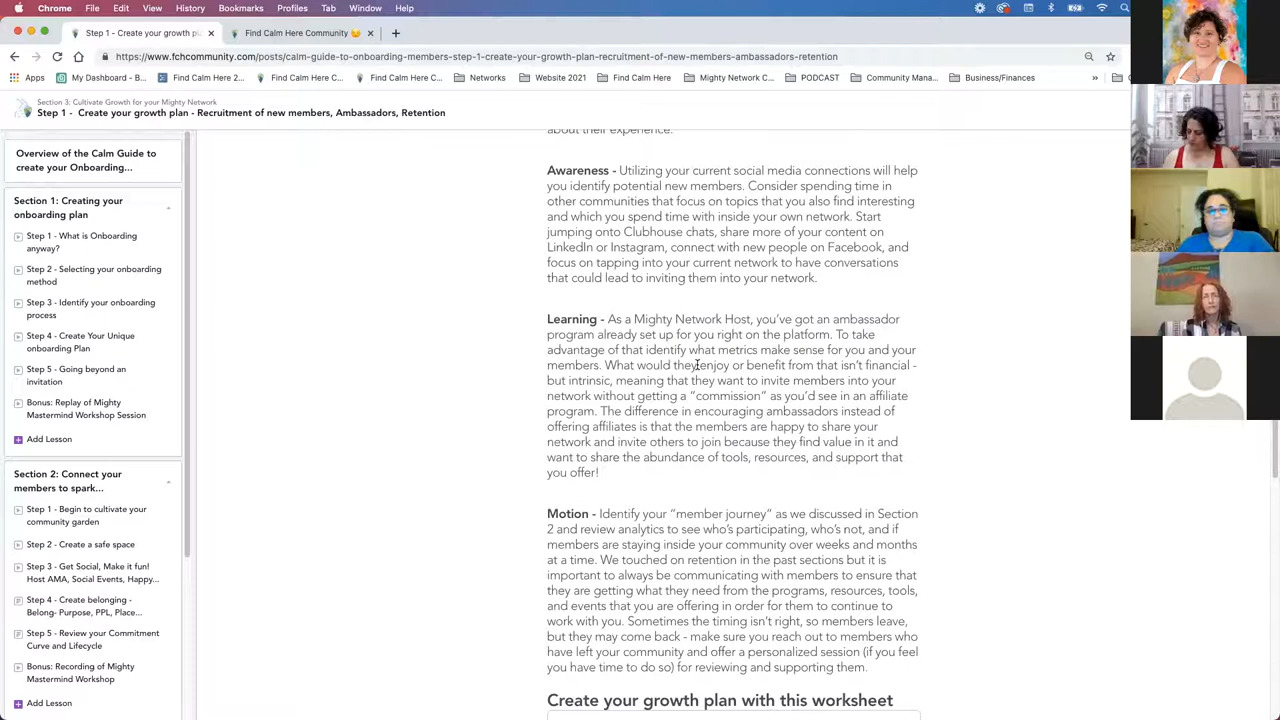 Chrome File Edit View History Bookmarks Profiles Tab Window Help
Step 1 - Create your growth pl
Find Calm Here Community
https://www.fchcommunity.com/posts/calm-guide-to-onboarding-members-step-1-create-your-growth-plan-recruitment-of-new-members-ambassadors-retention
Apps My Dashboard - B... Find Calm Here 2... Find Calm Here C... Find Calm Here C... Networks Website 2021 Find Calm Here Mighty Network C... PODCAST Community Mana... Business/Finances »
Section 3: Cultivate Growth for your Mighty Network
Step 1 - Create your growth plan - Recruitment of new members, Ambassadors, Retention
Overview of the Calm Guide to
create your Onboarding...
Section 1: Creating your
onboarding plan
Step 1 - What is Onboarding
anyway?
Step 2 - Selecting your onboarding
method
Step 3 - Identify your onboarding
process
Step 4 - Create Your Unique
onboarding Plan
Step 5 - Going beyond an
invitation
Bonus: Replay of Mighty
Mastermind Workshop Session
Add Lesson
Section 2: Connect your
members to spark...
Step 1 - Begin to cultivate your
community garden
Step 2 - Create a safe space
Step 3 - Get Social, Make it fun!
Host AMA, Social Events, Happy...
Step 4 - Create belonging -
Belong- Purpose, PPL, Place...
Step 5 - Review your Commitment
Curve and Lifecycle
Bonus: Recording of Mighty
Mastermind Workshop
Add Lesson
about their experience.
Awareness - Utilizing your current social media connections will help
you identify potential new members. Consider spending time in
other communities that focus on topics that you also find interesting
and which you spend time with inside your own network. Start
jumping onto Clubhouse chats, share more of your content on
LinkedIn or Instagram, connect with new people on Facebook, and
focus on tapping into your current network to have conversations
that could lead to inviting them into your network.
Learning - As a Mighty Network Host, you've got an ambassador
program already set up for you right on the platform. To take
advantage of that identify what metrics make sense for you and your
members. What would they enjoy or benefit from that isn't financial -
but intrinsic, meaning that they want to invite members into your
network without getting a "commission" as you'd see in an affiliate
program. The difference in encouraging ambassadors instead of
offering affiliates is that the members are happy to share your
network and invite others to join because they find value in it and
want to share the abundance of tools, resources, and support that
you offer!
Motion - Identify your "member journey" as we discussed in Section
2 and review analytics to see who's participating, who's not, and if
members are staying inside your community over weeks and months
at a time. We touched on retention in the past sections but it is
important to always be communicating with members to ensure that
they are getting what they need from the programs, resources, tools,
and events that you are offering in order for them to continue to
work with you. Sometimes the timing isn't right, so members leave,
but they may come back - make sure you reach out to members who
have left your community and offer a personalized session (if you feel
you have time to do so) for reviewing and supporting them.
Create your growth plan with this worksheet